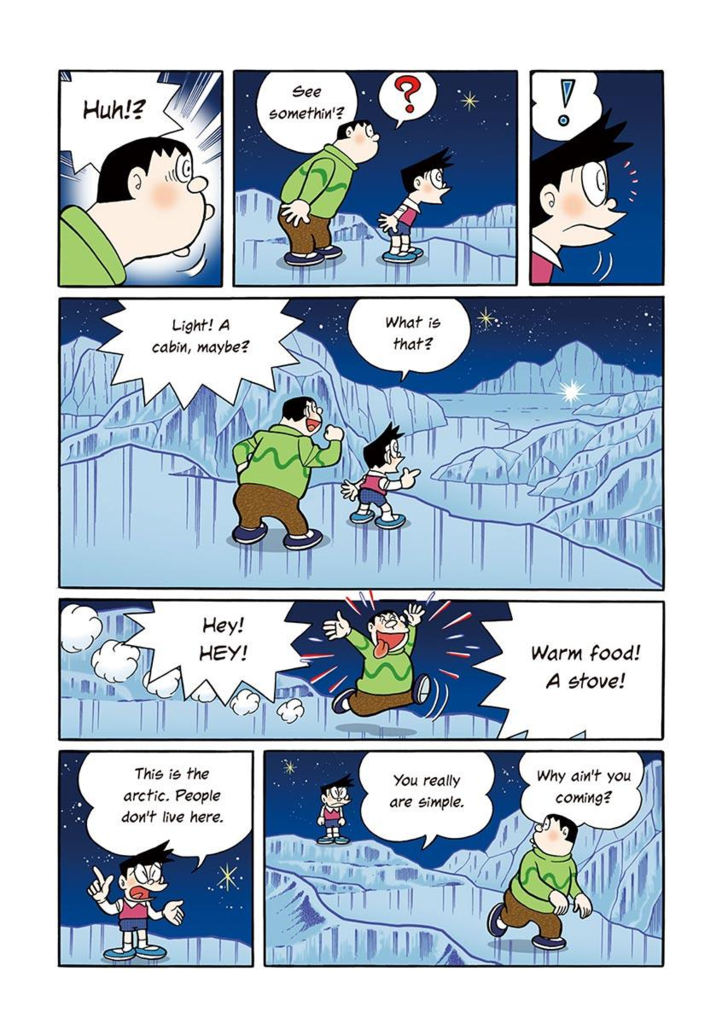 !
?
See
somethin'?
Huh!?
What is
that?
Light! A
cabin, maybe?
Warm food!
A stove!
Hey!
HEY!
Why ain't you
coming?
You really
are simple.
This is the
arctic. People
don't live here.